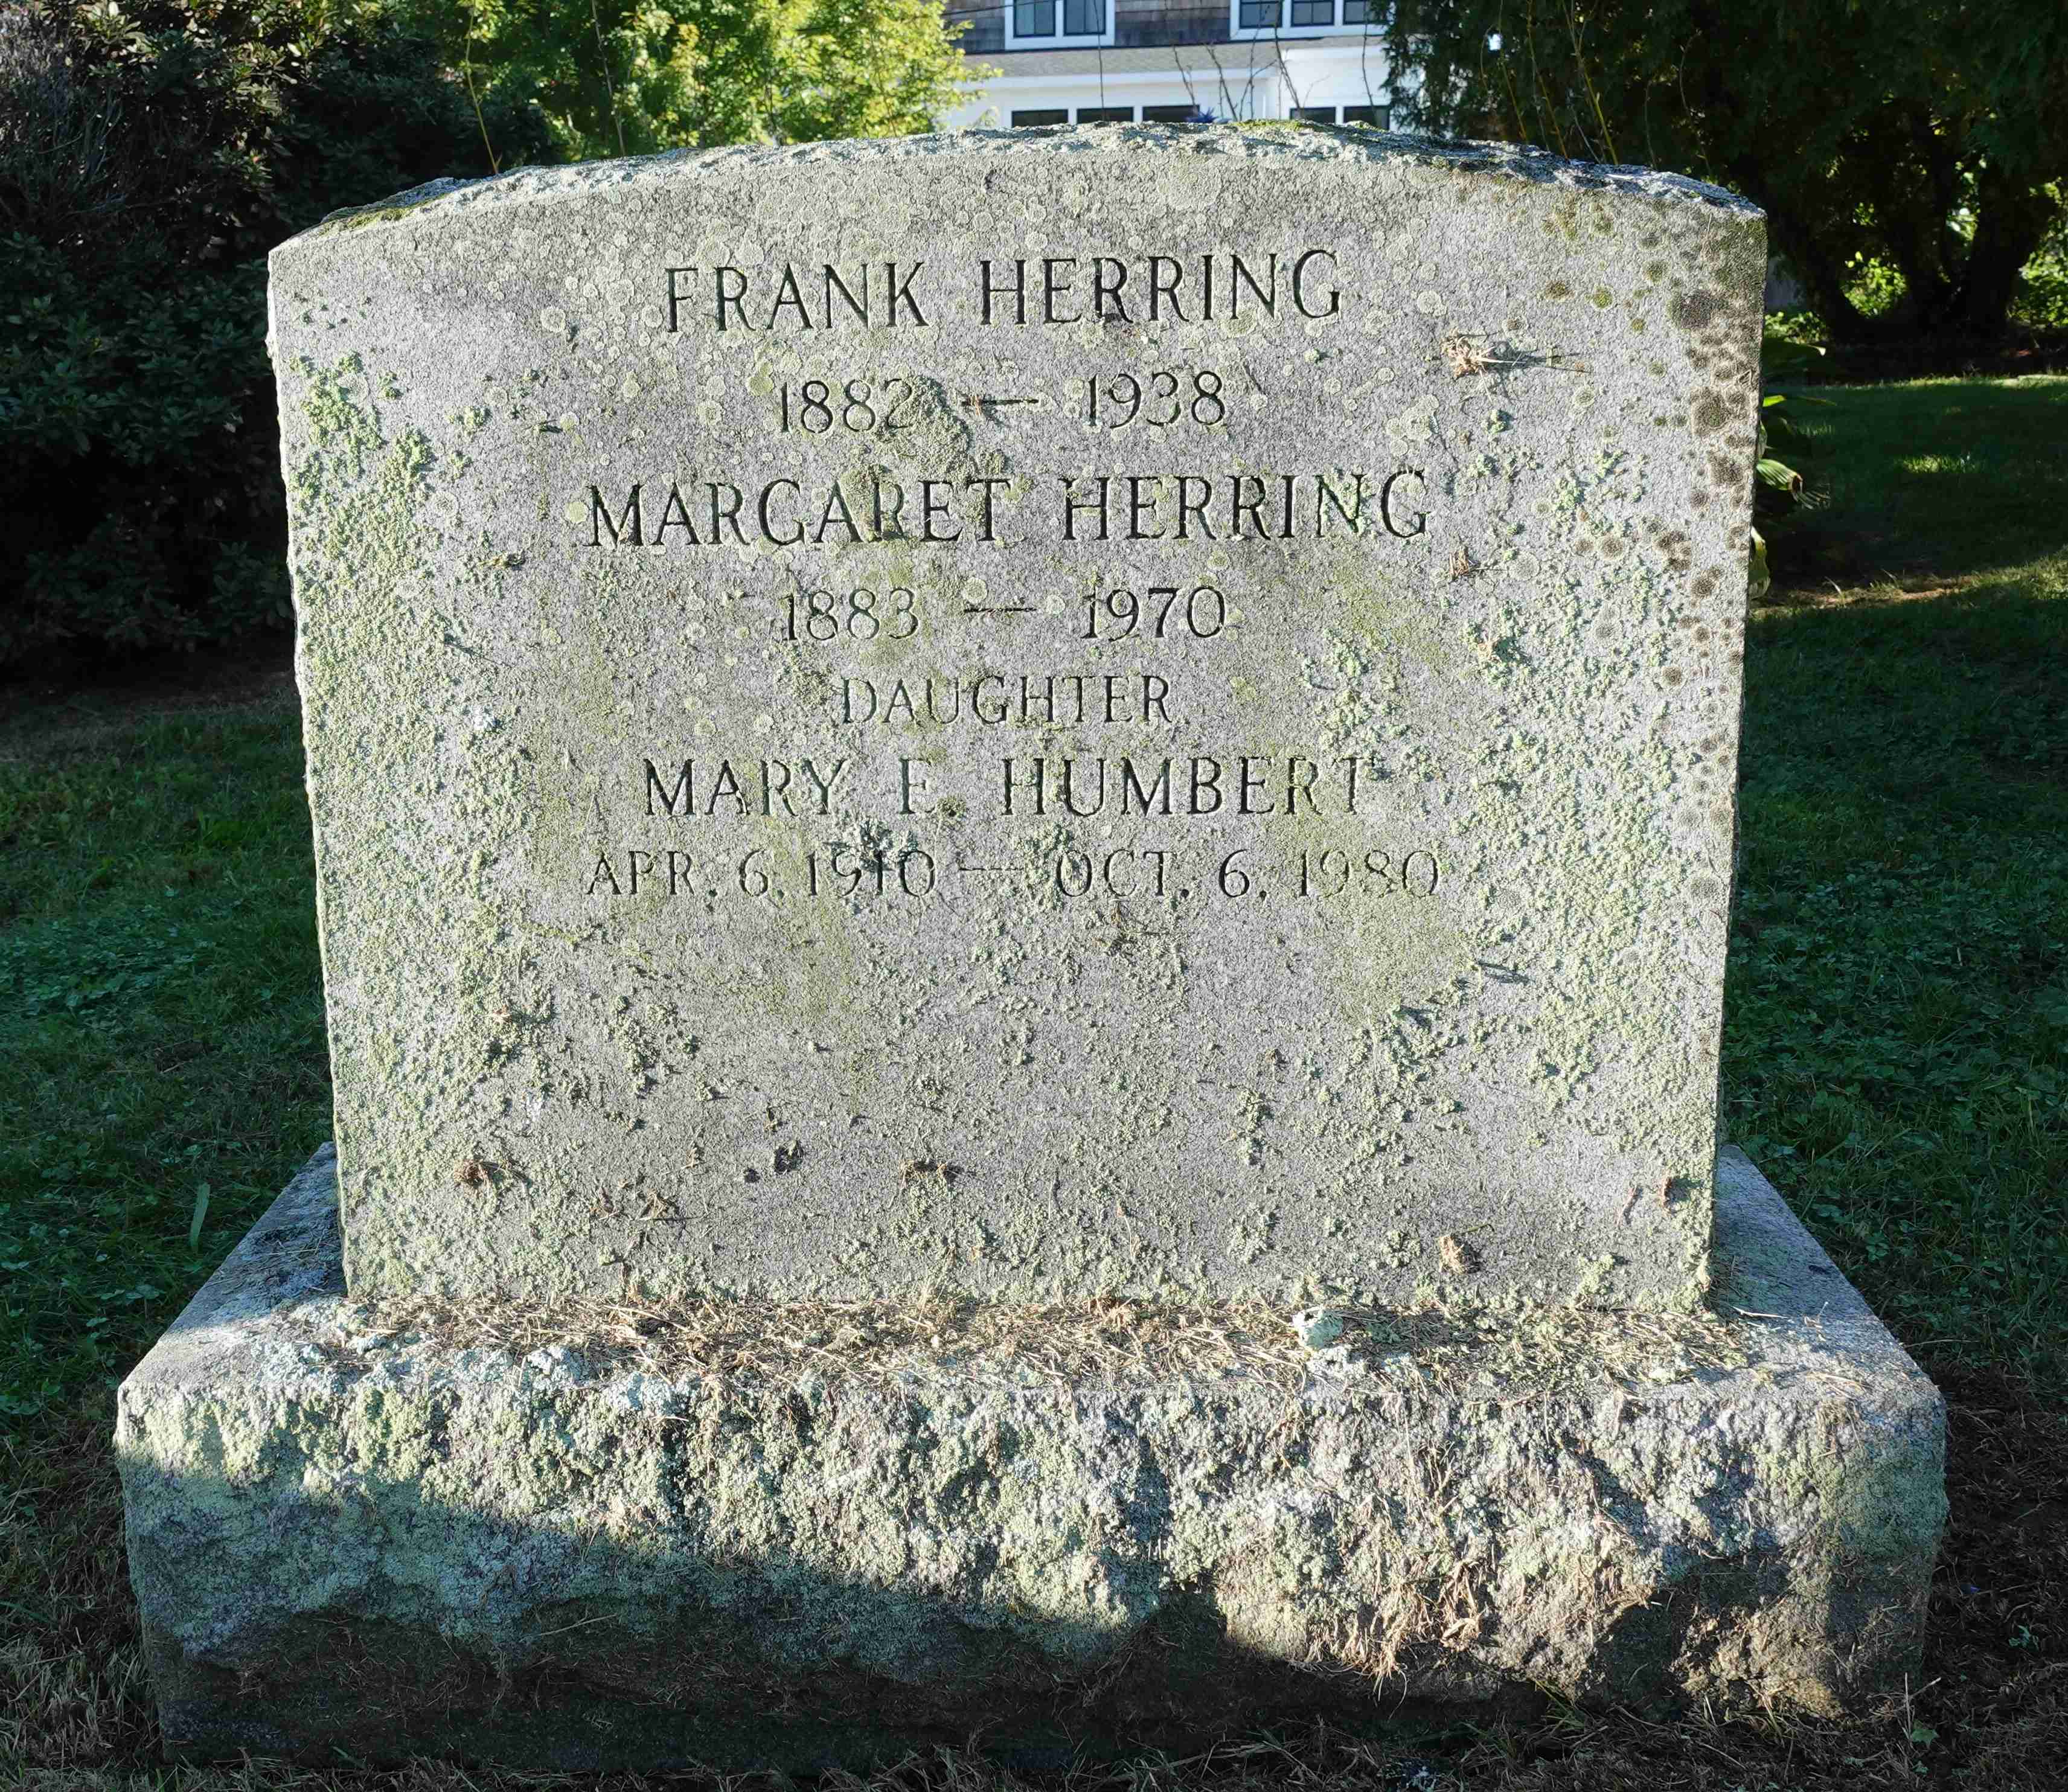 FRANK HERRING
1882 — 1938
MARGARET HERRING
1883 — 1970
DAUGHTER
MARY E. HUMBERT
APR. 6, 1910 — OCT. 6, 1980